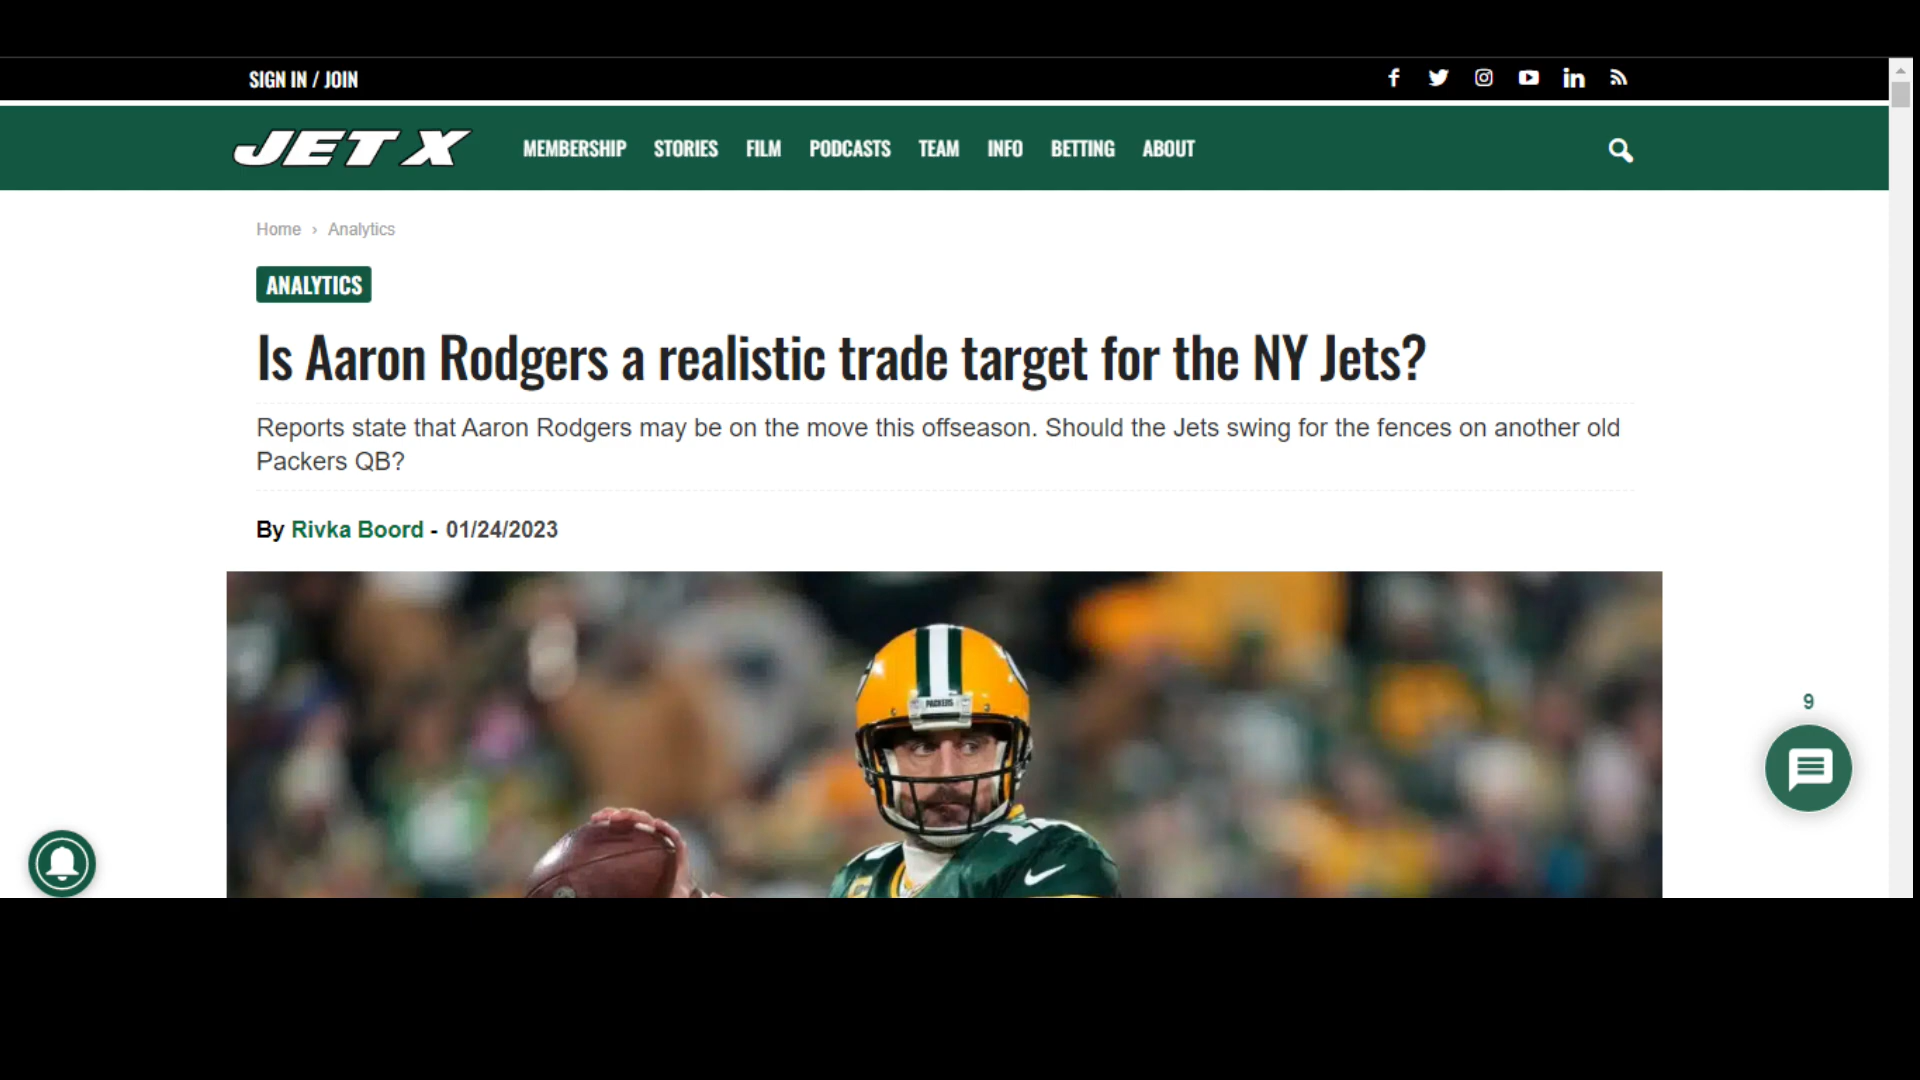 SIGN IN / JOIN
JET X
MEMBERSHIP STORIES FILM PODCASTS TEAM INFO BETTING ABOUT
Home › Analytics
ANALYTICS
Is Aaron Rodgers a realistic trade target for the NY Jets?
Reports state that Aaron Rodgers may be on the move this offseason. Should the Jets swing for the fences on another old
Packers QB?
By Rivka Boord - 01/24/2023
PACKERS
9